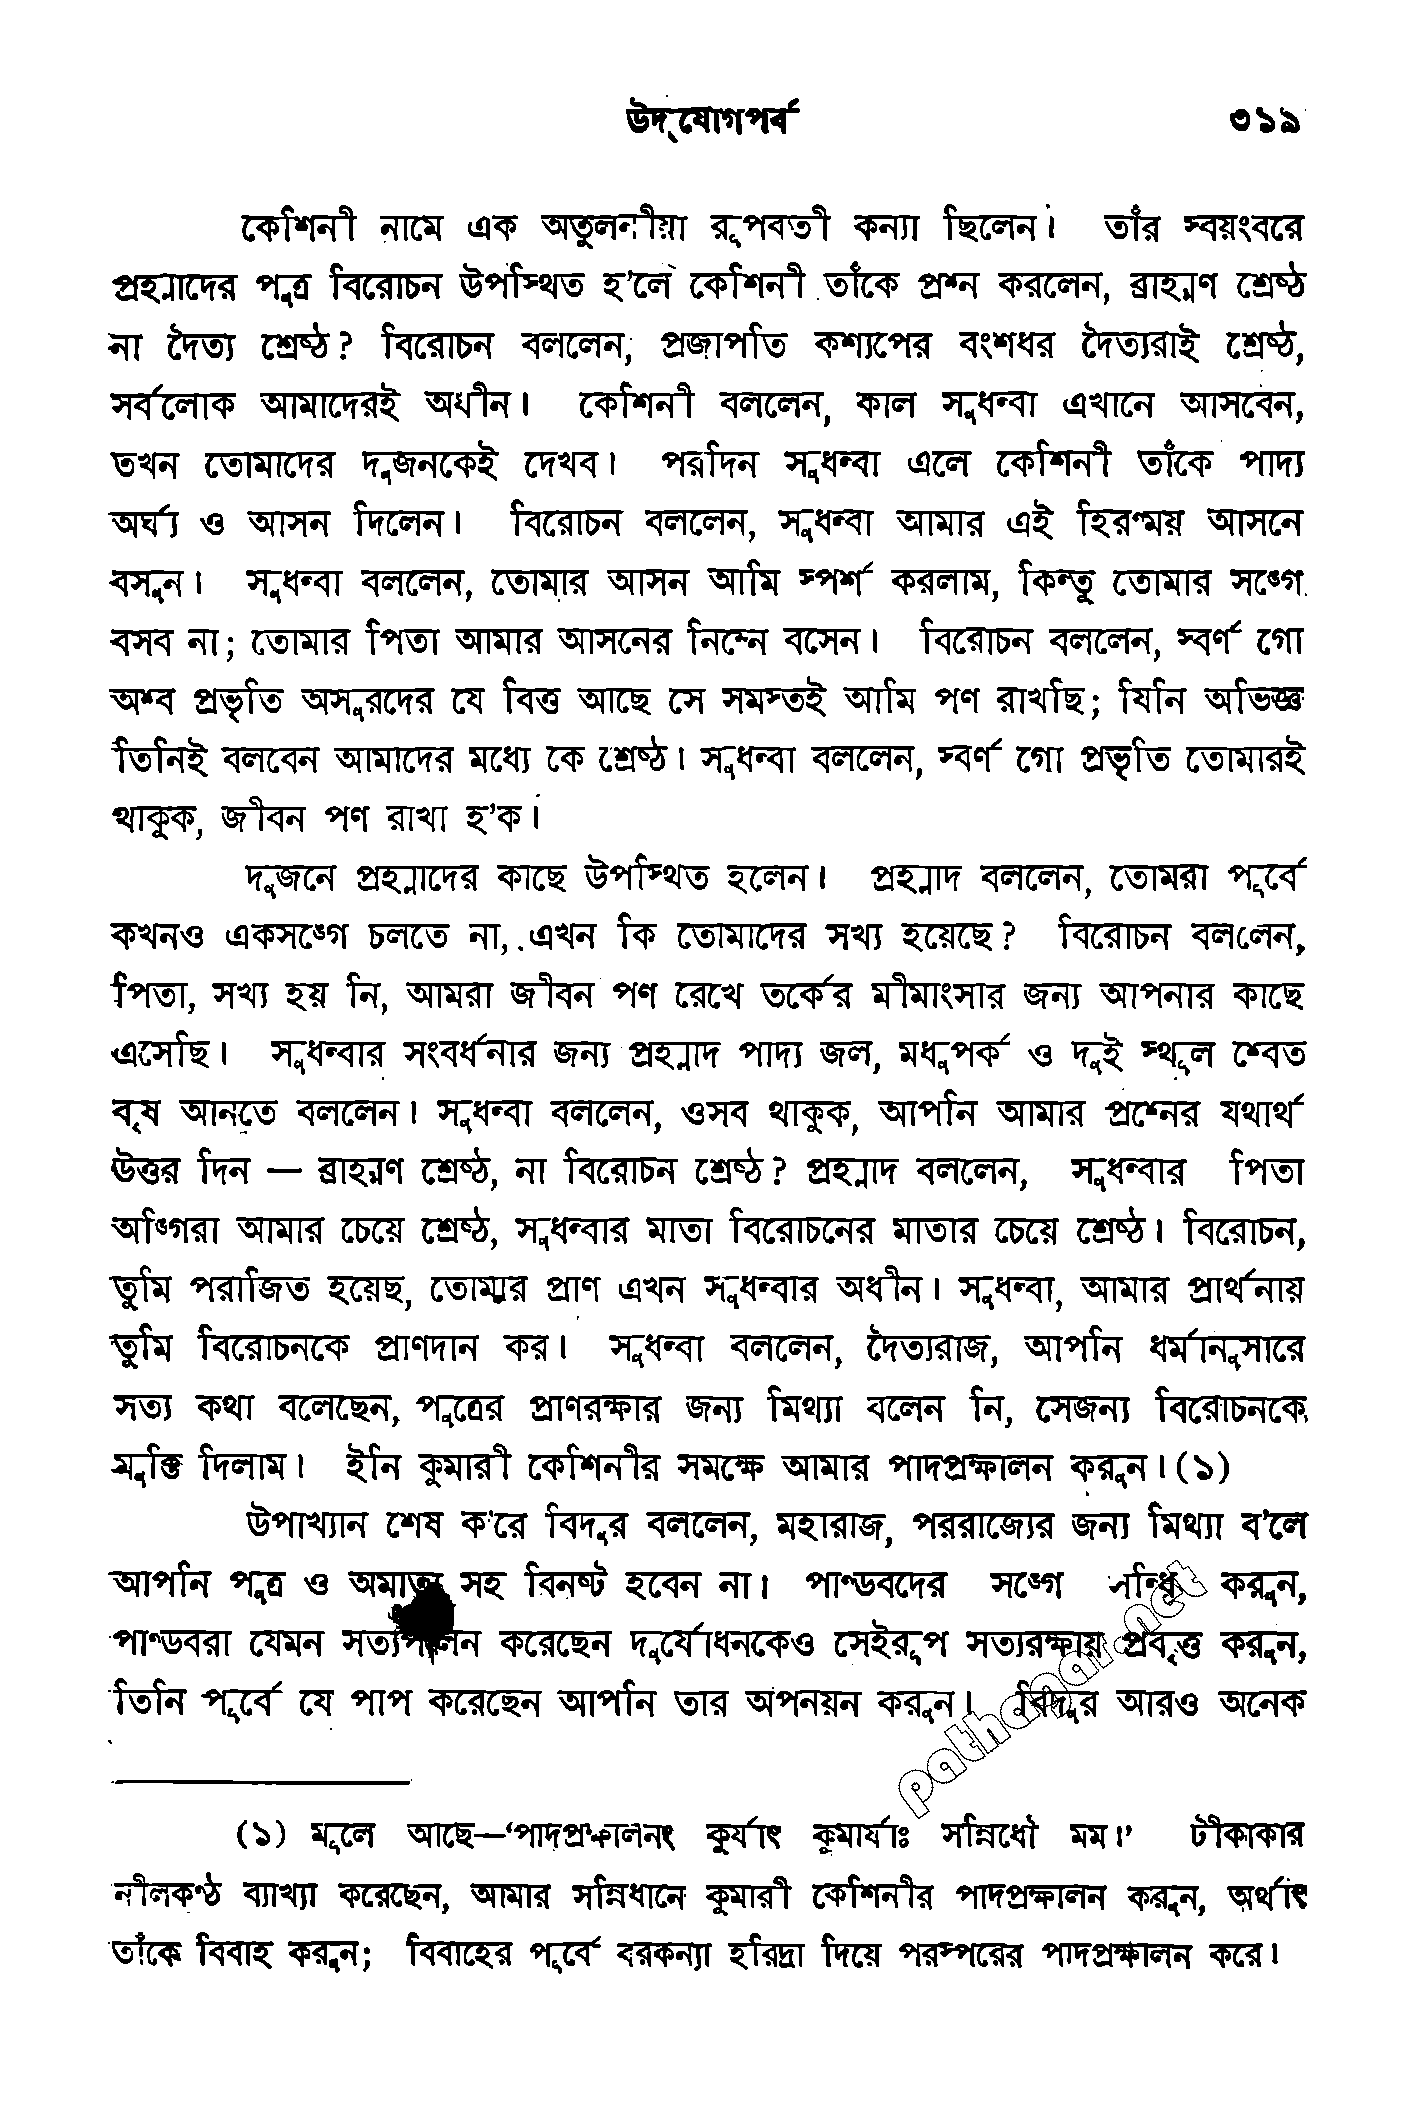 উদ্‌যোগপর্ব ৩১৯
কেশিনী নামে এক অতুলনীয়া রূপবতী কন্যা ছিলেন। তাঁর স্বয়ংবরে
প্রহ্লাদের পুত্র বিরোচন উপস্থিত হ’লে কেশিনী তাঁকে প্রশ্ন করলেন, ব্রাহ্মণ শ্রেষ্ঠ
না দৈত্য শ্রেষ্ঠ? বিরোচন বললেন, প্রজাপতি কশ্যপের বংশধর দৈত্যরাই শ্রেষ্ঠ,
সর্বলোক আমাদেরই অধীন। কেশিনী বললেন, কাল সুধন্বা এখানে আসবেন,
তখন তোমাদের দুজনকেই দেখব। পরদিন সুধন্বা এলে কেশিনী তাঁকে পাদ্য
অর্ঘ্য ও আসন দিলেন। বিরোচন বললেন, সুধন্বা আমার এই হিরণ্ময় আসনে
বসুন। সুধন্বা বললেন, তোমার আসন আমি স্পর্শ করলাম, কিন্তু তোমার সঙ্গে
বসব না; তোমার পিতা আমার আসনের নিম্নে বসেন। বিরোচন বললেন, স্বর্ণ গো
অশ্ব প্রভৃতি অসুরদের যে বিত্ত আছে সে সমস্তই আমি পণ রাখছি; যিনি অভিজ্ঞ
তিনিই বলবেন আমাদের মধ্যে কে শ্রেষ্ঠ। সুধন্বা বললেন, স্বর্ণ গো প্রভৃতি তোমারই
থাকুক, জীবন পণ রাখা হ’ক।
দুজনে প্রহ্লাদের কাছে উপস্থিত হলেন। প্রহ্লাদ বললেন, তোমরা পূর্বে
কখনও একসঙ্গে চলতে না, এখন কি তোমাদের সখ্য হয়েছে? বিরোচন বললেন,
পিতা, সখ্য হয় নি, আমরা জীবন পণ রেখে তর্কের মীমাংসার জন্য আপনার কাছে
এসেছি। সুধন্বার সংবর্ধনার জন্য প্রহ্লাদ পাদ্য জল, মধুপর্ক ও দুই স্থূল শ্বেত
বৃষ আনতে বললেন। সুধন্বা বললেন, ওসব থাকুক, আপনি আমার প্রশ্নের যথার্থ
উত্তর দিন — ব্রাহ্মণ শ্রেষ্ঠ, না বিরোচন শ্রেষ্ঠ? প্রহ্লাদ বললেন, সুধন্বার পিতা
অঙ্গিরা আমার চেয়ে শ্রেষ্ঠ, সুধন্বার মাতা বিরোচনের মাতার চেয়ে শ্রেষ্ঠ। বিরোচন,
তুমি পরাজিত হয়েছ, তোমার প্রাণ এখন সুধন্বার অধীন। সুধন্বা, আমার প্রার্থনায়
তুমি বিরোচনকে প্রাণদান কর। সুধন্বা বললেন, দৈত্যরাজ, আপনি ধর্মানুসারে
সত্য কথা বলেছেন, পুত্রের প্রাণরক্ষার জন্য মিথ্যা বলেন নি, সেজন্য বিরোচনকে
মুক্তি দিলাম। ইনি কুমারী কেশিনীর সমক্ষে আমার পাদপ্রক্ষালন করুন।(১)
উপাখ্যান শেষ ক’রে বিদুর বললেন, মহারাজ, পররাজ্যের জন্য মিথ্যা ব’লে
আপনি পুত্র ও অমাত্য সহ বিনষ্ট হবেন না। পাণ্ডবদের সঙ্গে সন্ধি করুন,
পাণ্ডবরা যেমন সত্যপালন করেছেন দুর্যোধনকেও সেইরূপ সত্যরক্ষায় প্রবৃত্ত করুন,
তিনি পূর্বে যে পাপ করেছেন আপনি তার অপনয়ন করুন। বিদুর আরও অনেক
(১) মূলে আছে—‘পাদপ্রক্ষালনং কুর্যাৎ কুমার্যাঃ সন্নিধৌ মম।’ টীকাকার
নীলকণ্ঠ ব্যাখ্যা করেছেন, আমার সন্নিধানে কুমারী কেশিনীর পাদপ্রক্ষালন করুন, অর্থাৎ
তাঁকে বিবাহ করুন; বিবাহের পূর্বে বরকন্যা হরিদ্রা দিয়ে পরস্পরের পাদপ্রক্ষালন করে।
pathagar.net